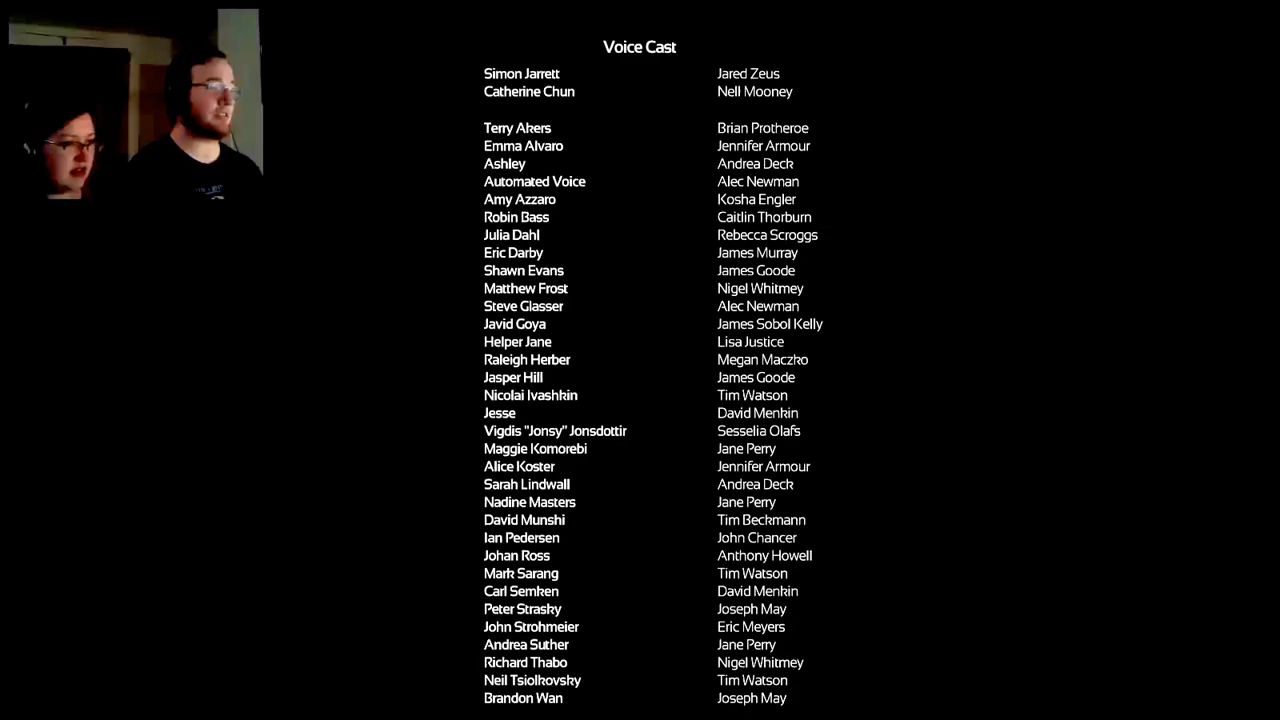 Voice Cast
Simon Jarrett Jared Zeus
Catherine Chun Nell Mooney
Terry Akers Brian Protheroe
Emma Alvaro Jennifer Armour
Ashley Andrea Deck
Automated Voice Alec Newman
Amy Azzaro Kosha Engler
Robin Bass Caitlin Thorburn
Julia Dahl Rebecca Scroggs
Eric Darby James Murray
Shawn Evans James Goode
Matthew Frost Nigel Whitmey
Steve Glasser Alec Newman
Javid Goya James Sobol Kelly
Helper Jane Lisa Justice
Raleigh Herber Megan Maczko
Jasper Hill James Goode
Nicolai Ivashkin Tim Watson
Jesse David Menkin
Vigdis "Jonsy" Jonsdottir Sesselia Olafs
Maggie Komorebi Jane Perry
Alice Koster Jennifer Armour
Sarah Lindwall Andrea Deck
Nadine Masters Jane Perry
David Munshi Tim Beckmann
Ian Pedersen John Chancer
Johan Ross Anthony Howell
Mark Sarang Tim Watson
Carl Semken David Menkin
Peter Strasky Joseph May
John Strohmeier Eric Meyers
Andrea Suther Jane Perry
Richard Thabo Nigel Whitmey
Neil Tsiolkovsky Tim Watson
Brandon Wan Joseph May